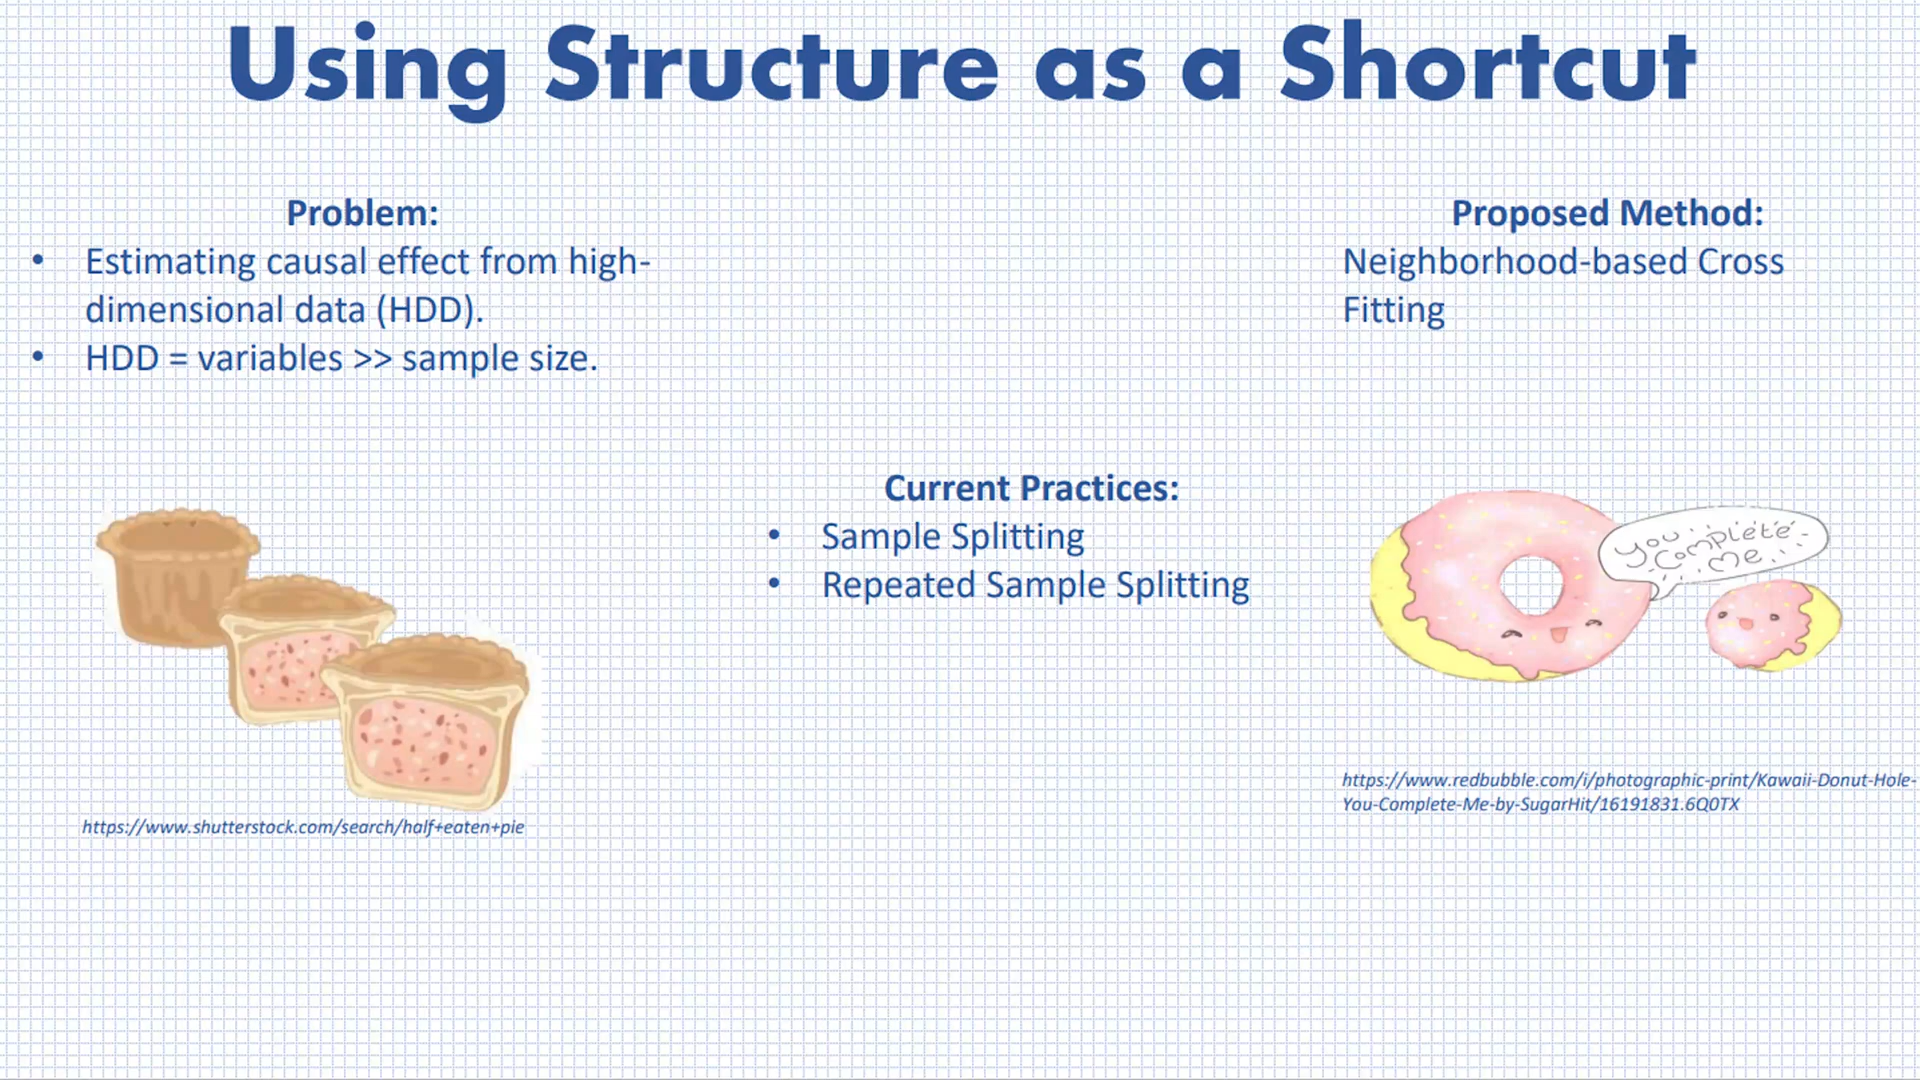 Using Structure as a Shortcut
Problem:
• Estimating causal effect from high-
dimensional data (HDD).
• HDD = variables >> sample size.
https://www.shutterstock.com/search/half+eaten+pie
Current Practices:
• Sample Splitting
• Repeated Sample Splitting
Proposed Method:
Neighborhood-based Cross
Fitting
you
complete
me
https://www.redbubble.com/i/photographic-print/Kawaii-Donut-Hole-
You-Complete-Me-by-SugarHit/16191831.6Q0TX